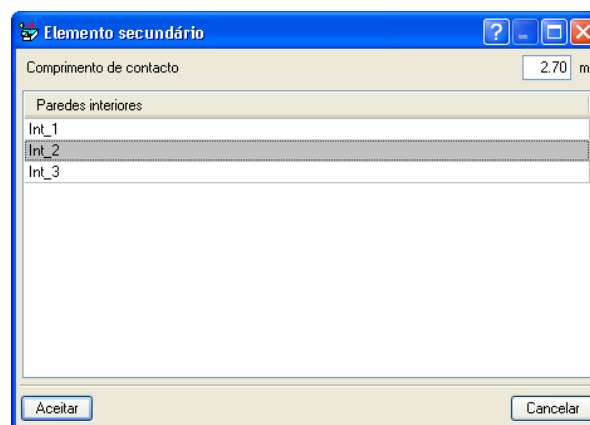 Elemento secundário
Comprimento de contacto 2.70 m
Paredes interiores
Int_1
Int_2
Int_3
Aceitar Cancelar